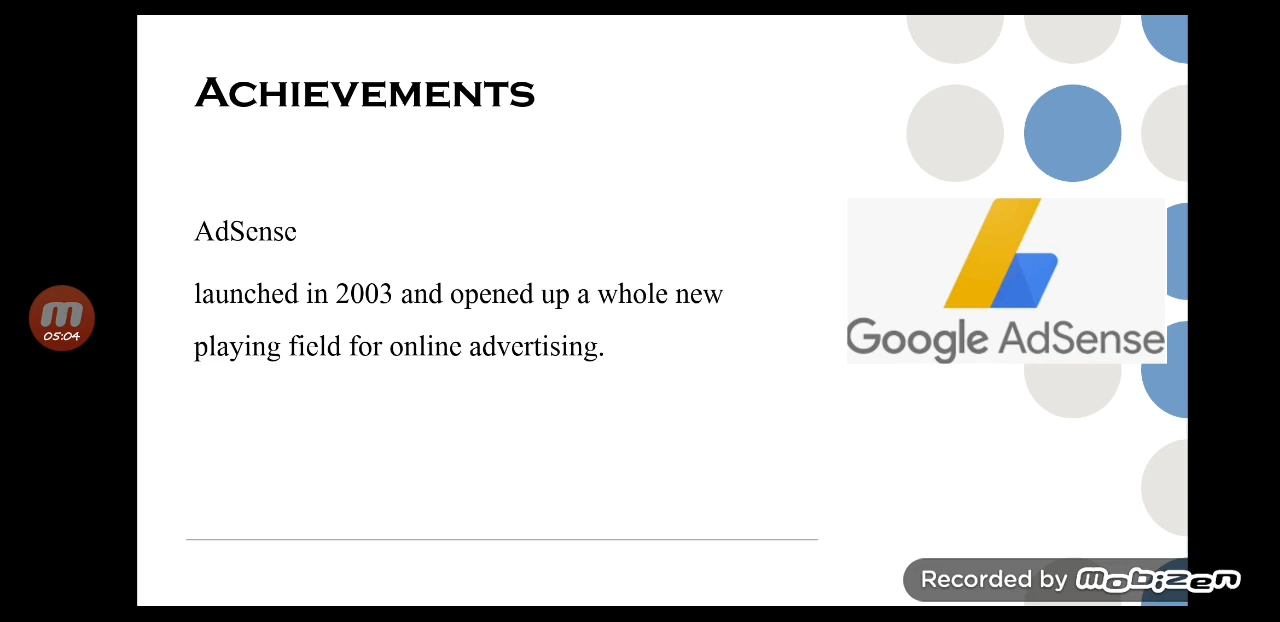 ACHIEVEMENTS
AdSense
launched in 2003 and opened up a whole new
playing field for online advertising.
Google AdSense
05:04
Recorded by mobizen